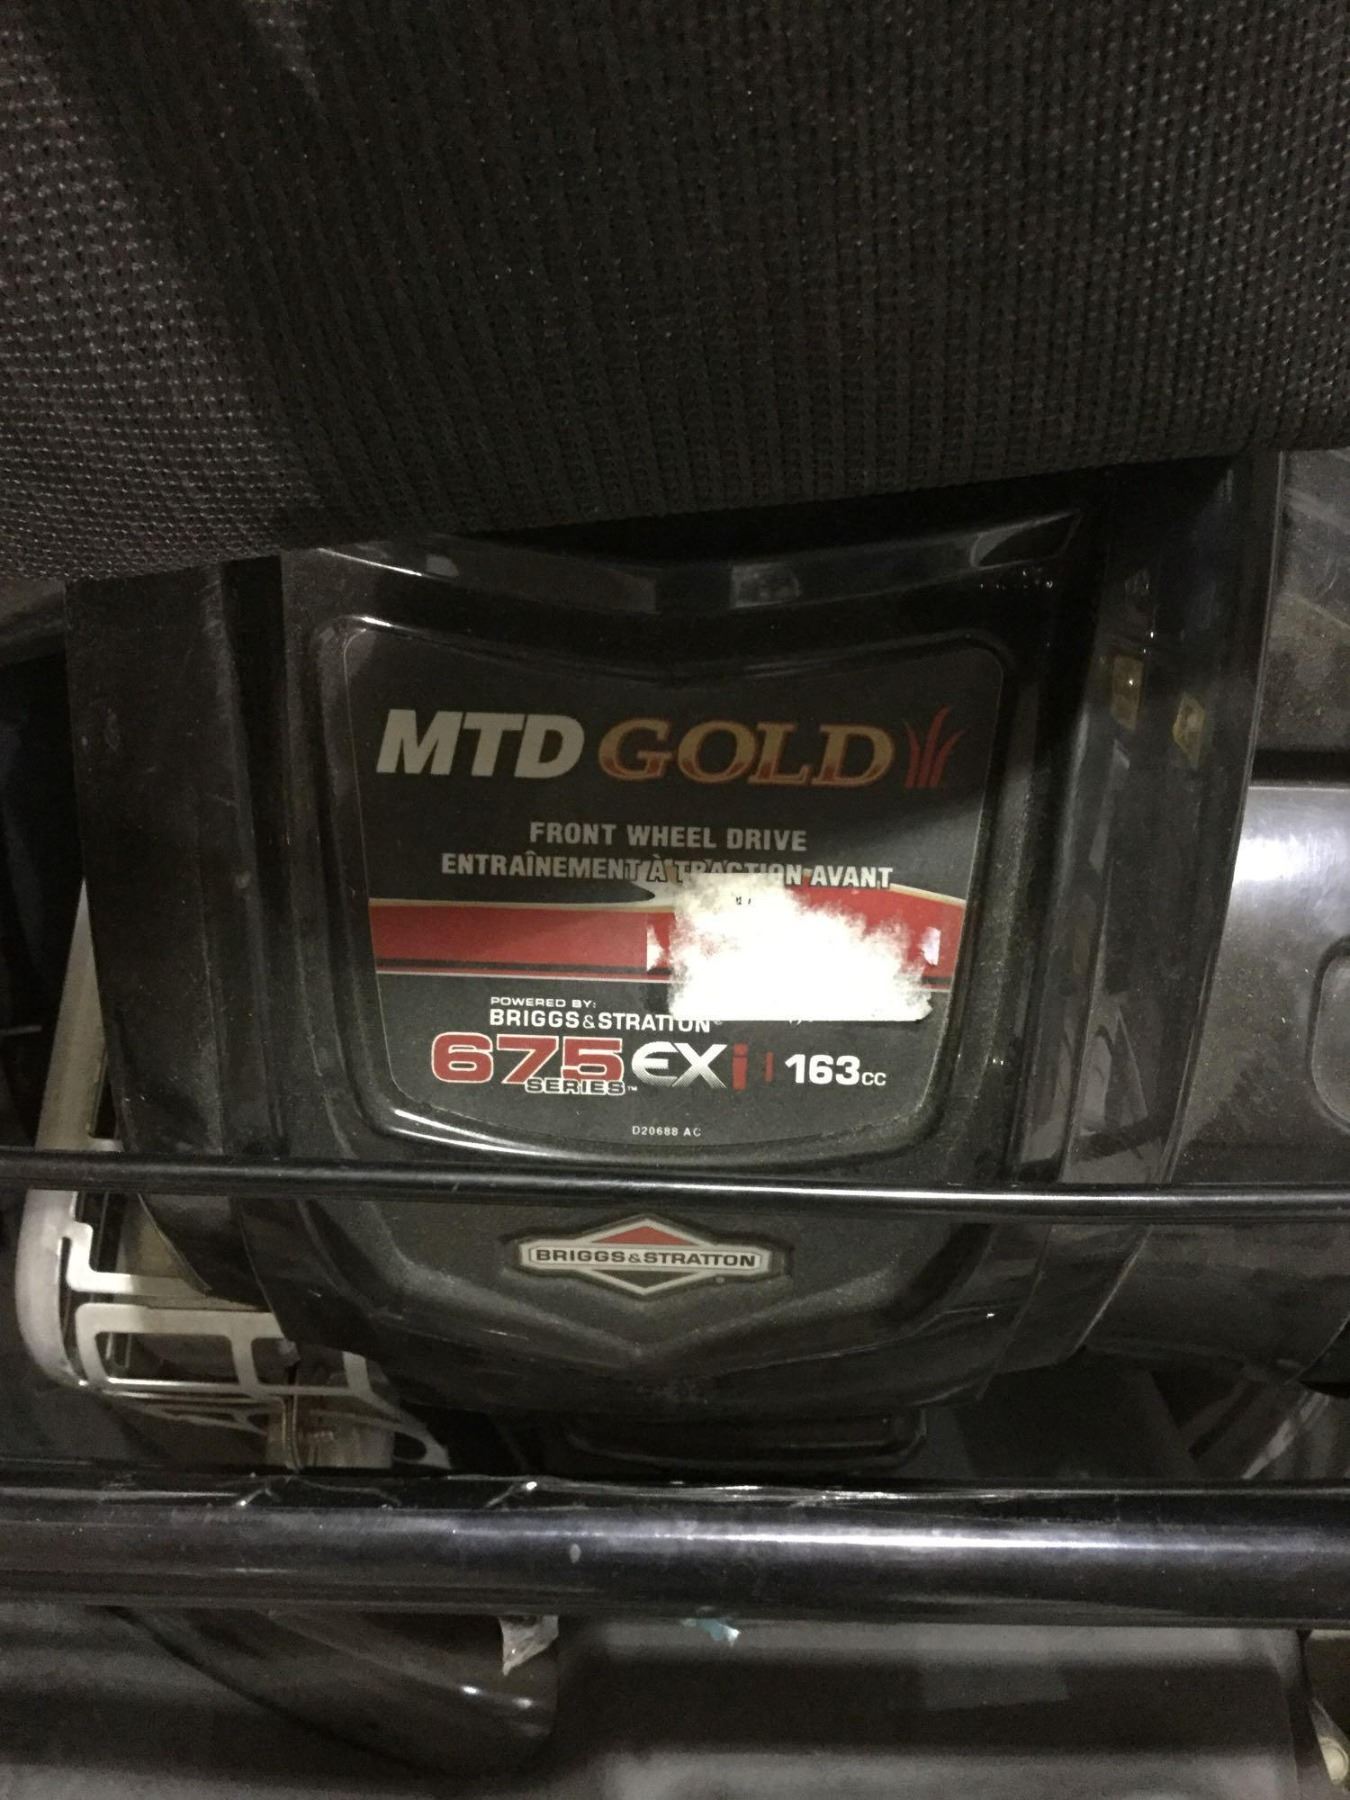 MTD GOLD
FRONT WHEEL DRIVE
ENTRAÎNEMENT À TRACTION AVANT
POWERED BY:
BRIGGS & STRATTON
675 EXi | 163cc
SERIES™
D20688 AC
BRIGGS & STRATTON